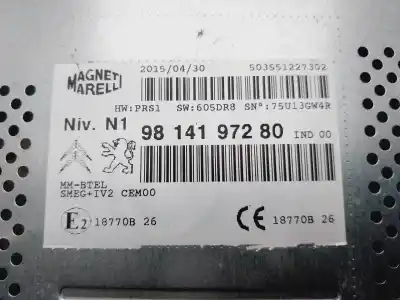 MAGNETI
MARELLI
2015/04/30 503551227302
HW:PRS1 SW:605DR8 SN°:75U13GW4R
Niv. N1 98 141 972 80 IND 00
MM-BTEL
SMEG+IV2 CEM00
E2 18770B 26 CE 18770B 26